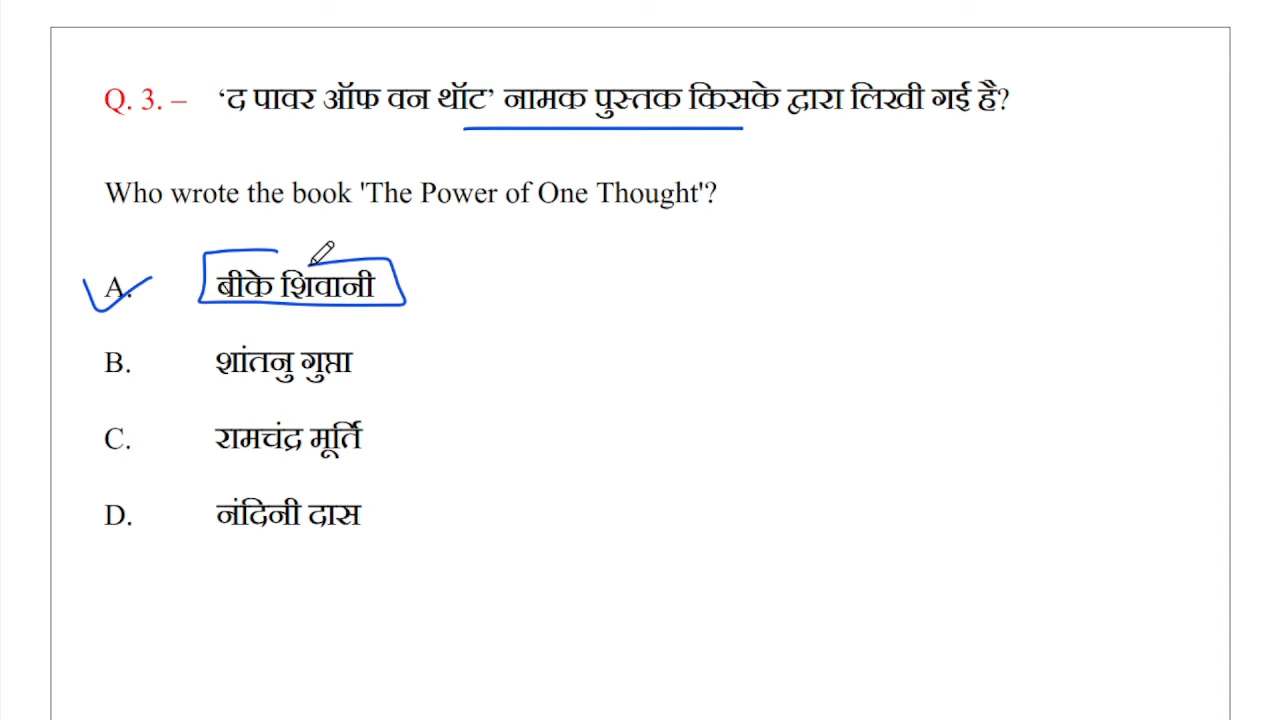 Q. 3. – ‘द पावर ऑफ वन थॉट’ नामक पुस्तक किसके द्वारा लिखी गई है?
Who wrote the book 'The Power of One Thought'?
A. बीके शिवानी
B. शांतनु गुप्ता
C. रामचंद्र मूर्ति
D. नंदिनी दास